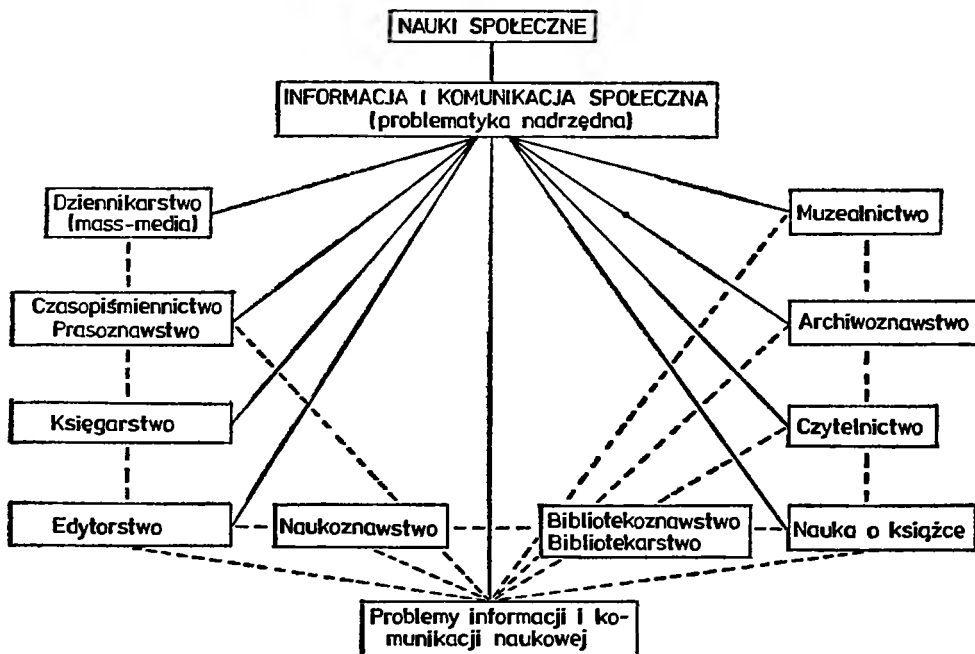 NAUKI SPOŁECZNE
INFORMACJA I KOMUNIKACJA SPOŁECZNA
(problematyka nadrzędna)
Dziennikarstwo
(mass-media)
Muzealnictwo
Czasopiśmiennictwo
Prasoznawstwo
Archiwoznawstwo
Księgarstwo
Czytelnictwo
Edytorstwo
Naukoznawstwo
Bibliotekoznawstwo
Bibliotekarstwo
Nauka o książce
Problemy informacji i ko-
munikacji naukowej